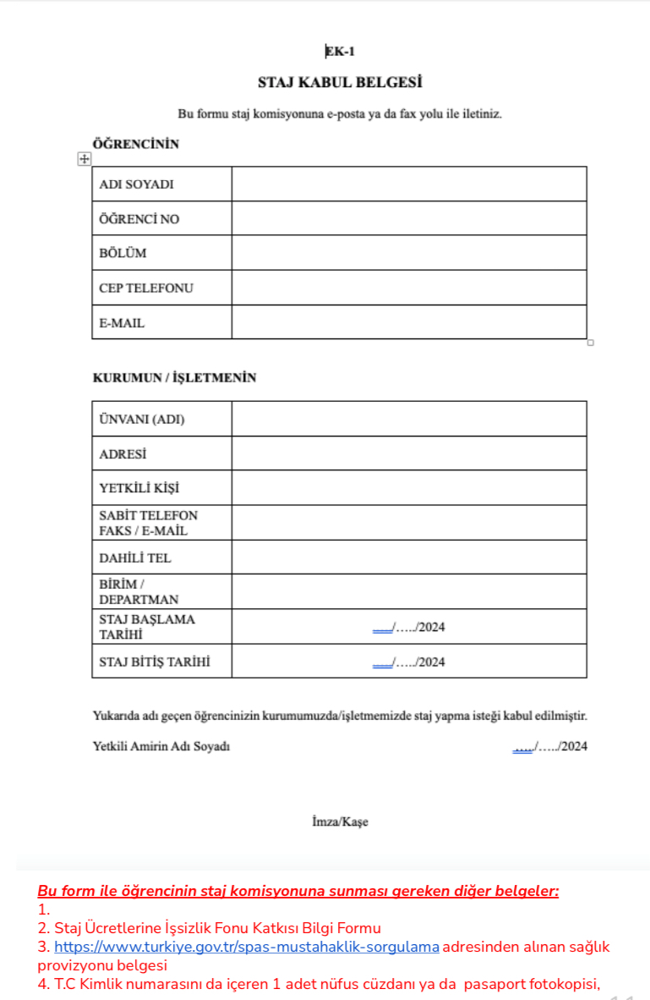 EK-1
STAJ KABUL BELGESİ
Bu formu staj komisyonuna e-posta ya da fax yolu ile iletiniz.
ÖĞRENCİNİN
ADI SOYADI
ÖĞRENCİ NO
BÖLÜM
CEP TELEFONU
E-MAIL
KURUMUN / İŞLETMENİN
ÜNVANI (ADI)
ADRESİ
YETKİLİ KİŞİ
SABİT TELEFON
FAKS / E-MAİL
DAHİLİ TEL
BİRİM /
DEPARTMAN
STAJ BAŞLAMA
TARİHİ
...../...../2024
STAJ BİTİŞ TARİHİ
...../...../2024
Yukarıda adı geçen öğrencinizin kurumumuzda/işletmemizde staj yapma isteği kabul edilmiştir.
Yetkili Amirin Adı Soyadı
...../...../2024
İmza/Kaşe
Bu form ile öğrencinin staj komisyonuna sunması gereken diğer belgeler:
1.
2. Staj Ücretlerine İşsizlik Fonu Katkısı Bilgi Formu
3. https://www.turkiye.gov.tr/spas-mustahaklik-sorgulama adresinden alınan sağlık
provizyonu belgesi
4. T.C Kimlik numarasını da içeren 1 adet nüfus cüzdanı ya da pasaport fotokopisi,